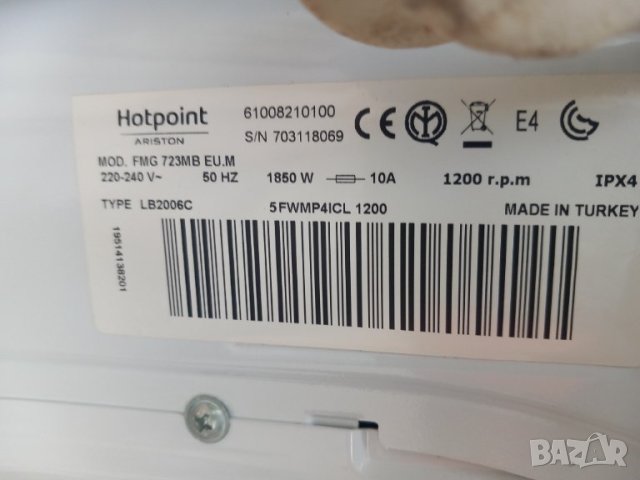 Hotpoint
ARISTON
61008210100
S/N 703118069
CE
E4
MOD. FMG 723MB EU.M
220-240 V~ 50 HZ 1850 W 10A 1200 r.p.m IPX4
TYPE LB2006C 5FWMP4ICL 1200 MADE IN TURKEY
19514138201
BAZAR
bg